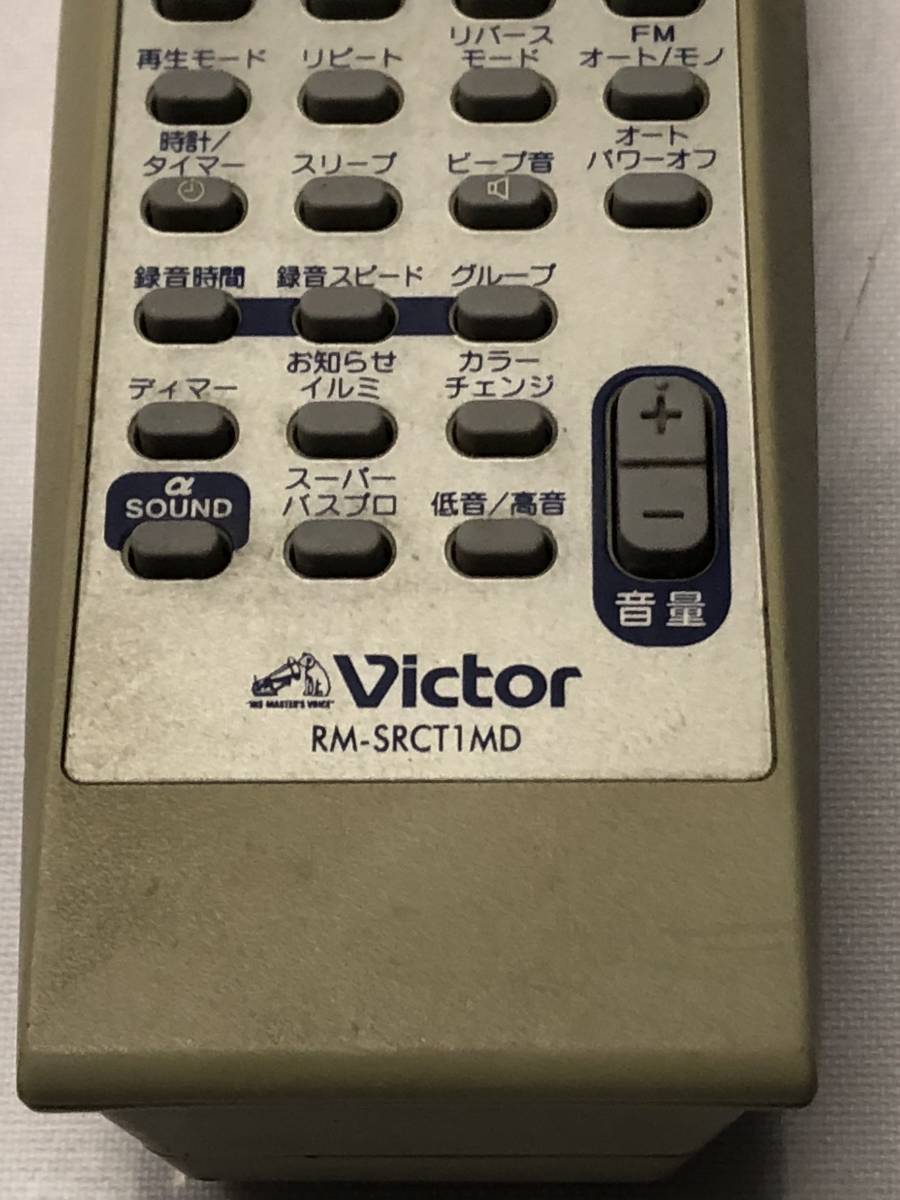 リバース FM
再生モード リピート モード オート/モノ
時計/ オート
タイマー スリープ ビープ音 パワーオフ
録音時間 録音スピード グループ
お知らせ カラー
ディマー イルミ チェンジ
+
α スーパー
SOUND バスプロ 低音/高音
−
音量
Victor
"HIS MASTER'S VOICE"
RM-SRCT1MD